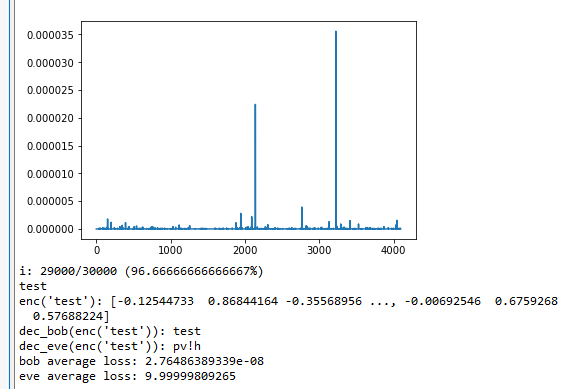 0.000035
0.000030
0.000025
0.000020
0.000015
0.000010
0.000005
0.000000
0 1000 2000 3000 4000
i: 29000/30000 (96.66666666666667%)
test
enc('test'): [-0.12544733  0.86844164 -0.35568956 ..., -0.00692546  0.6759268
  0.57688224]
dec_bob(enc('test')): test
dec_eve(enc('test')): pv!h
bob average loss: 2.76486389339e-08
eve average loss: 9.99999809265